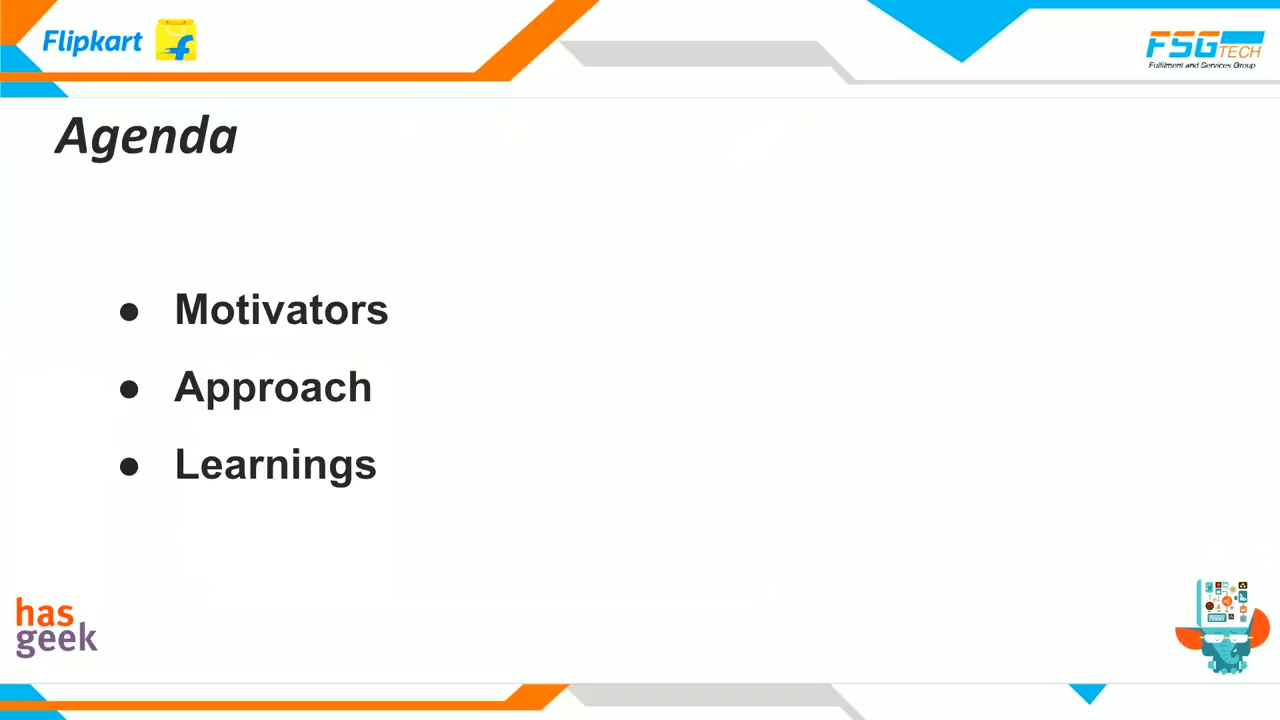 Flipkart
FSG TECH
Fulfilment and Services Group
Agenda
● Motivators
● Approach
● Learnings
has
geek